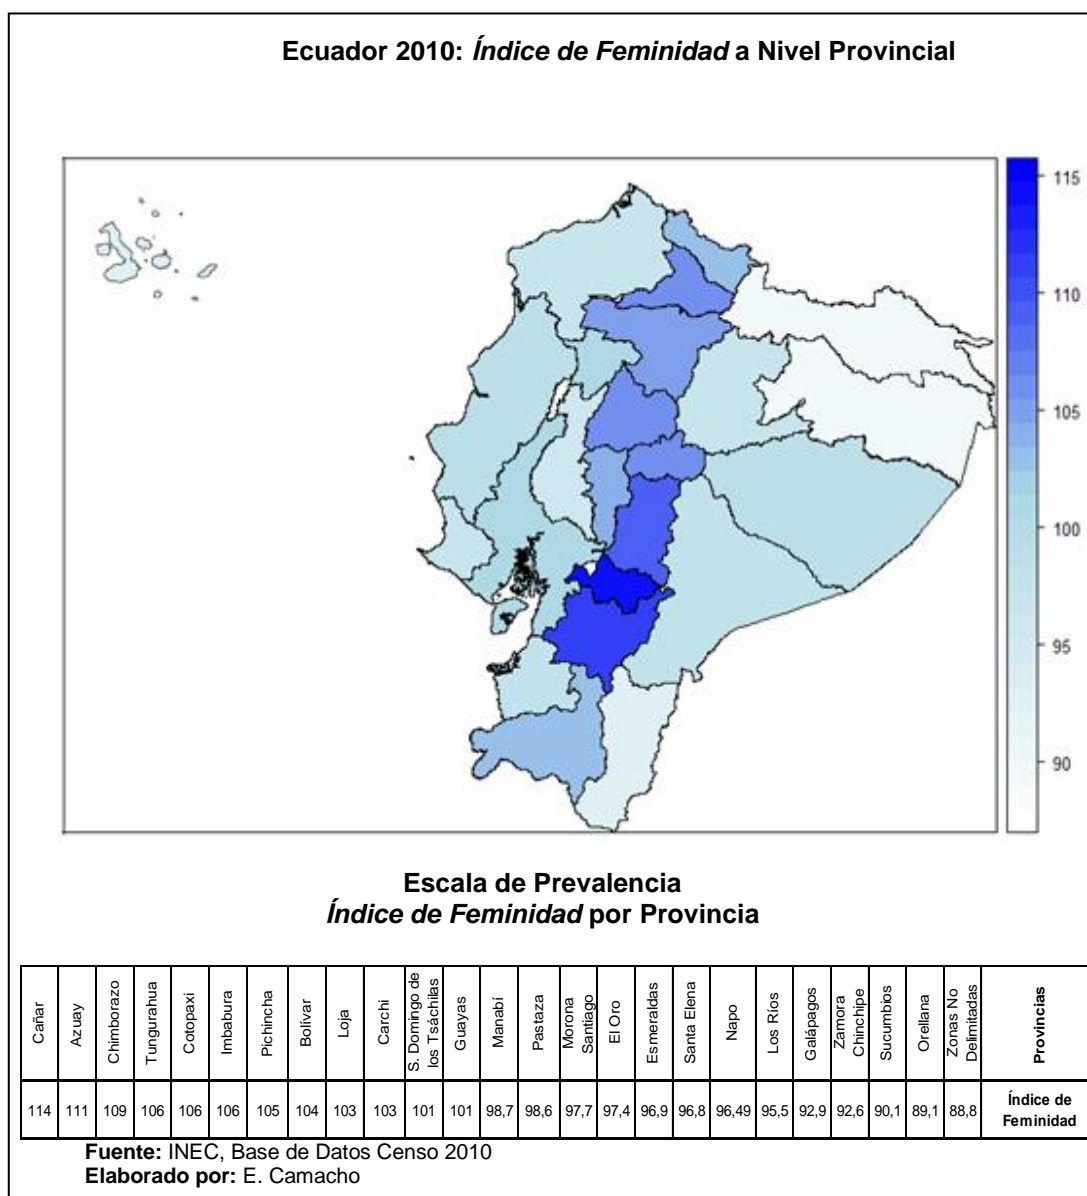 Ecuador 2010: Índice de Feminidad a Nivel Provincial
115
110
105
100
95
90
Escala de Prevalencia
Índice de Feminidad por Provincia
Cañar
Azuay
Chimborazo
Tungurahua
Cotopaxi
Imbabura
Pichincha
Bolívar
Loja
Carchi
S. Domingo de
los Tsáchilas
Guayas
Manabí
Pastaza
Morona
Santiago
El Oro
Esmeraldas
Santa Elena
Napo
Los Ríos
Galápagos
Zamora
Chinchipe
Sucumbios
Orellana
Zonas No
Delimitadas
Provincias
114 111 109 106 106 106 105 104 103 103 101 101 98,7 98,6 97,7 97,4 96,9 96,8 96,49 95,5 92,9 92,6 90,1 89,1 88,8 Índice de
Feminidad
Fuente: INEC, Base de Datos Censo 2010
Elaborado por: E. Camacho